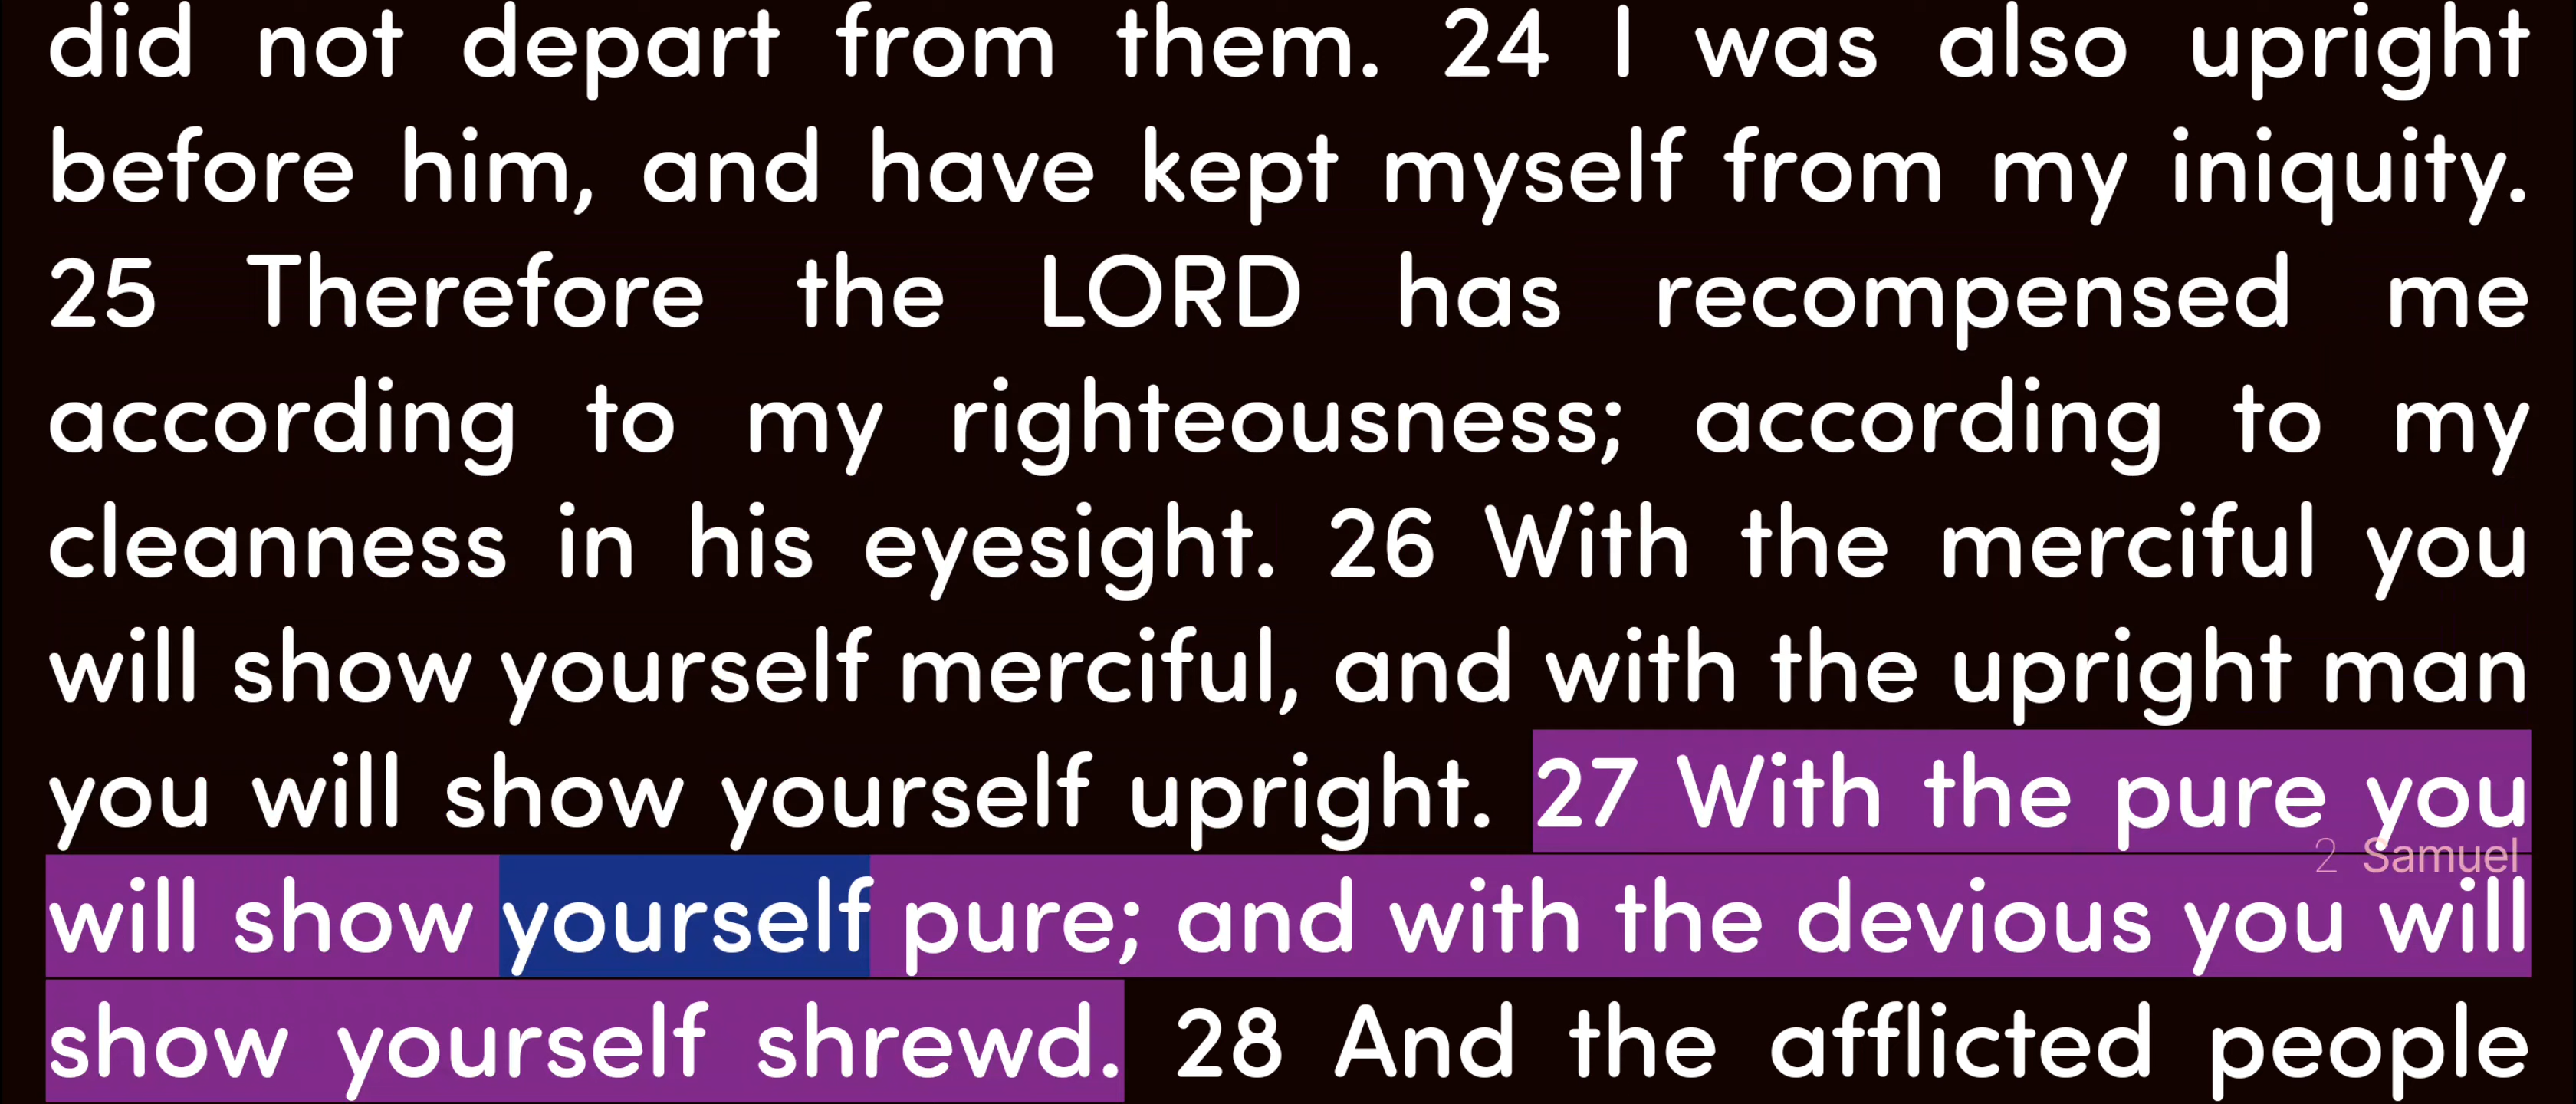 did not depart from them. 24 I was also upright
before him, and have kept myself from my iniquity.
25 Therefore the LORD has recompensed me
according to my righteousness; according to my
cleanness in his eyesight. 26 With the merciful you
will show yourself merciful, and with the upright man
you will show yourself upright. 27 With the pure you
2 Samuel
will show yourself pure; and with the devious you will
show yourself shrewd. 28 And the afflicted people